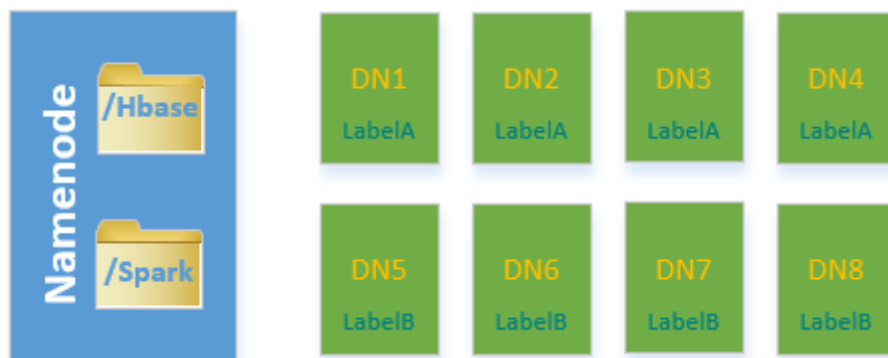 Namenode
/Hbase
/Spark
DN1
LabelA
DN2
LabelA
DN3
LabelA
DN4
LabelA
DN5
LabelB
DN6
LabelB
DN7
LabelB
DN8
LabelB